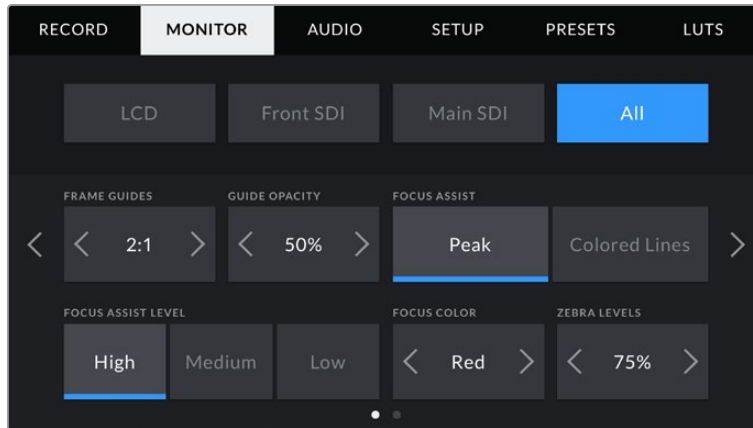 RECORD MONITOR AUDIO SETUP PRESETS LUTS
LCD Front SDI Main SDI All
FRAME GUIDES GUIDE OPACITY FOCUS ASSIST
2:1 50% Peak Colored Lines
FOCUS ASSIST LEVEL FOCUS COLOR ZEBRA LEVELS
High Medium Low Red 75%